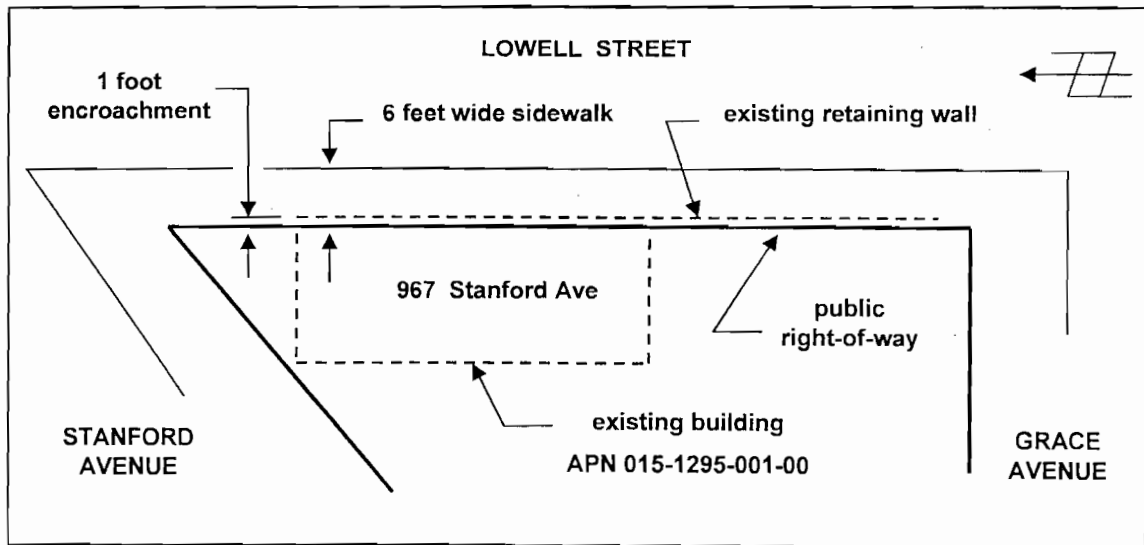 LOWELL STREET
1 foot
encroachment
6 feet wide sidewalk
existing retaining wall
967 Stanford Ave
public
right-of-way
existing building
APN 015-1295-001-00
STANFORD
AVENUE
GRACE
AVENUE